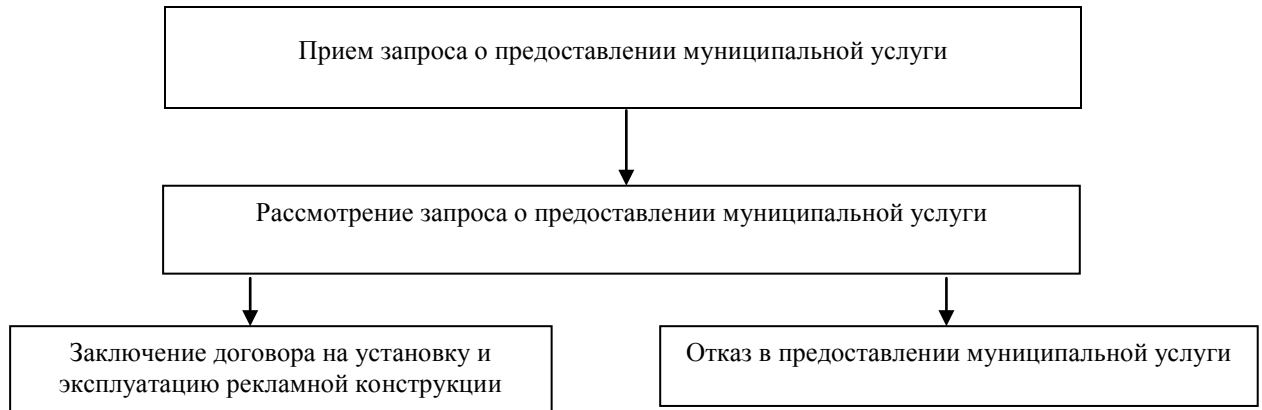 Прием запроса о предоставлении муниципальной услуги
Рассмотрение запроса о предоставлении муниципальной услуги
Заключение договора на установку и
эксплуатацию рекламной конструкции
Отказ в предоставлении муниципальной услуги